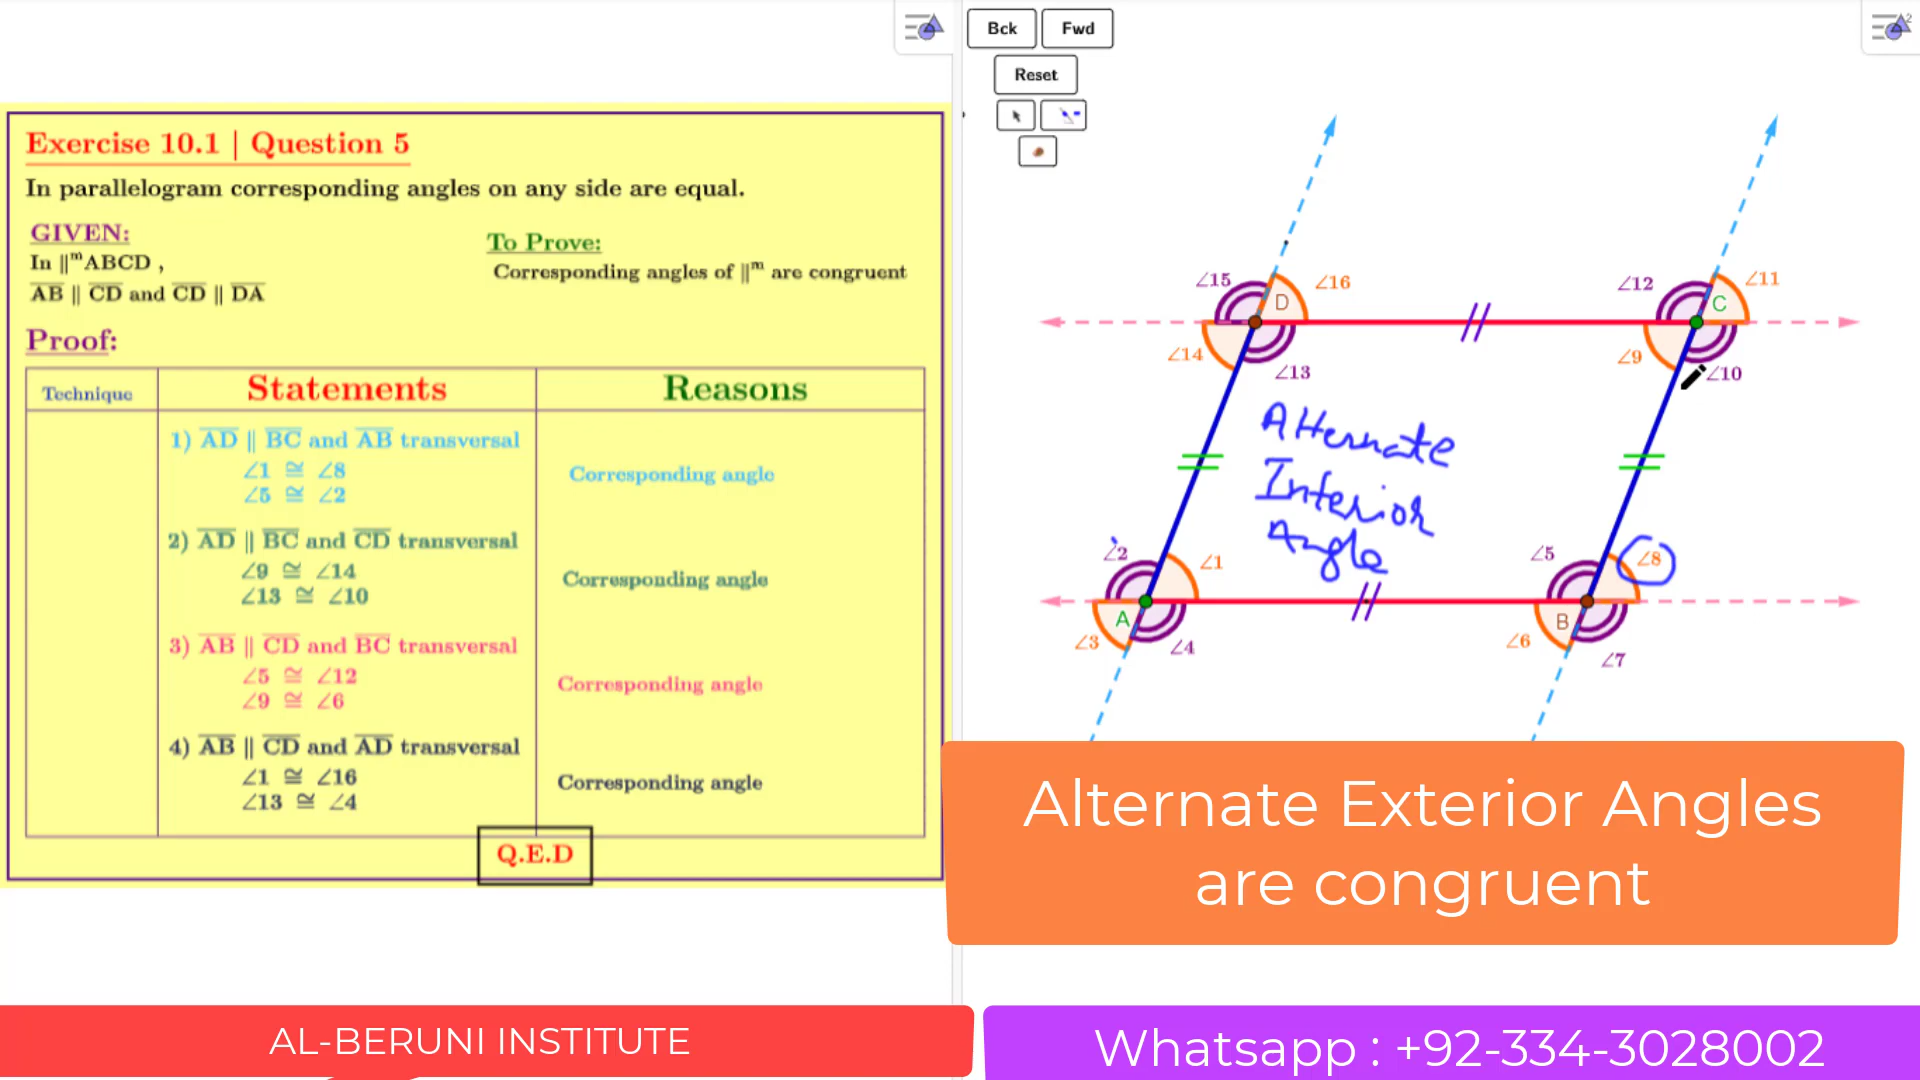 Exercise 10.1 | Question 5
In parallelogram corresponding angles on any side are equal.
GIVEN:
In ||ᵐABCD ,
AB || CD and CD || DA
To Prove:
Corresponding angles of ||ᵐ are congruent
Proof:
Technique Statements Reasons
1) AD || BC and AB transversal
∠1 ≅ ∠8
∠5 ≅ ∠2
Corresponding angle
2) AD || BC and CD transversal
∠9 ≅ ∠14
∠13 ≅ ∠10
Corresponding angle
3) AB || CD and BC transversal
∠5 ≅ ∠12
∠9 ≅ ∠6
Corresponding angle
4) AB || CD and AD transversal
∠1 ≅ ∠16
∠13 ≅ ∠4
Corresponding angle
Q.E.D
Bck Fwd
Reset
∠15 ∠16 ∠12 ∠11
D C
∠14 ∠13 ∠9 ∠10
Alternate
Interior
Angle
∠2 ∠1 ∠5 ∠8
A B
∠3 ∠4 ∠6 ∠7
Alternate Exterior Angles
are congruent
AL-BERUNI INSTITUTE
Whatsapp : +92-334-3028002